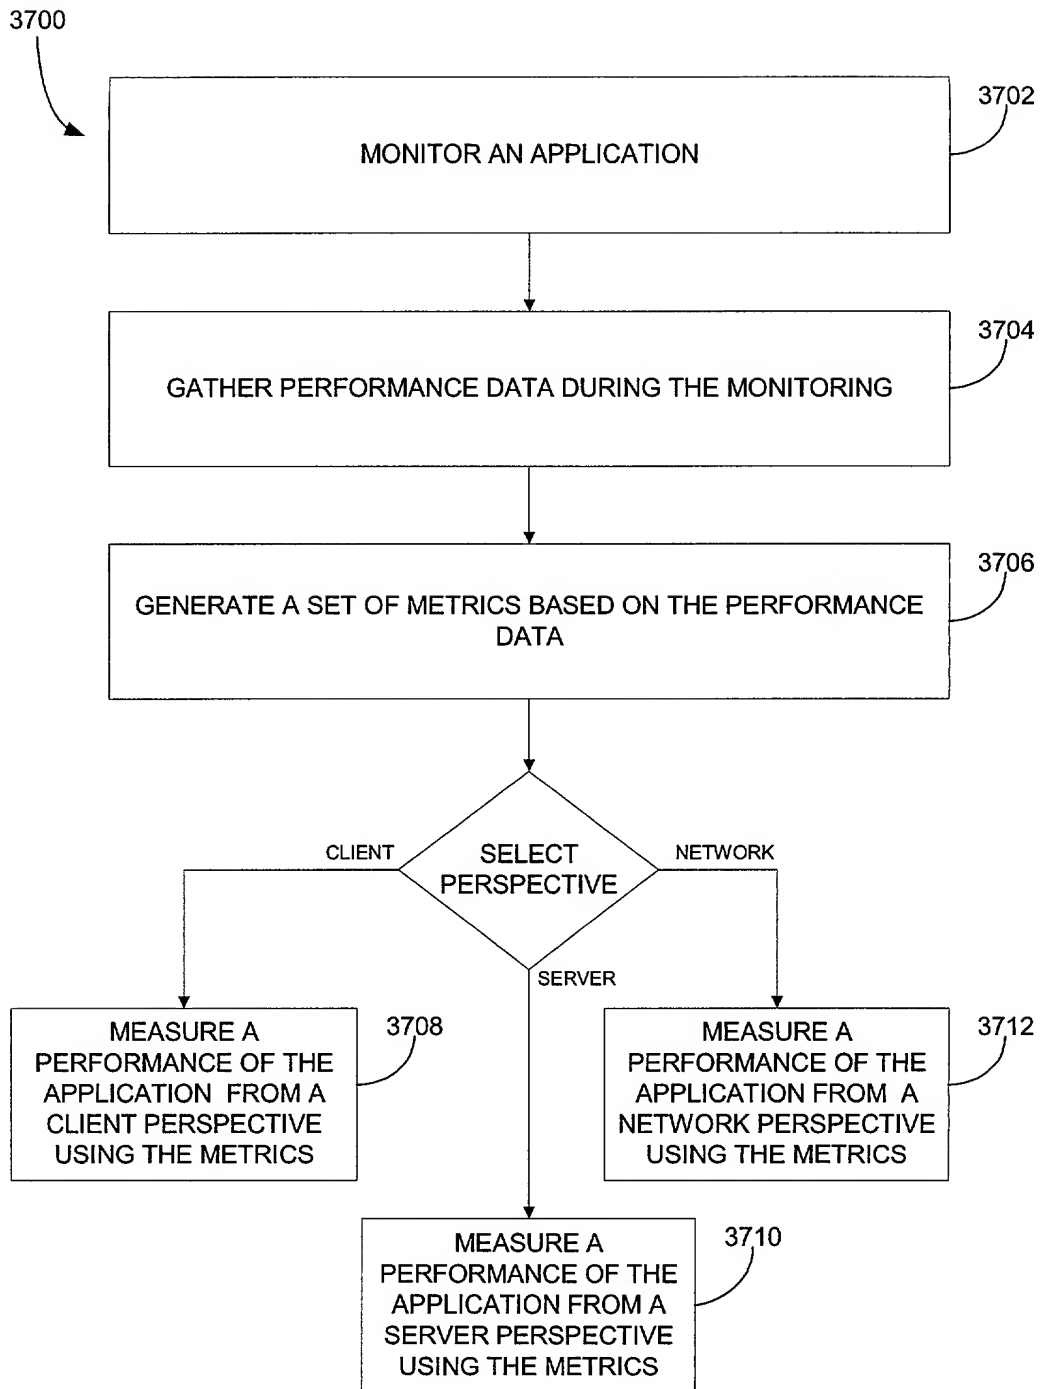 3700
3702
MONITOR AN APPLICATION
3704
GATHER PERFORMANCE DATA DURING THE MONITORING
3706
GENERATE A SET OF METRICS BASED ON THE PERFORMANCE
DATA
CLIENT
SELECT
PERSPECTIVE
NETWORK
SERVER
MEASURE A
PERFORMANCE OF THE
APPLICATION FROM A
CLIENT PERSPECTIVE
USING THE METRICS
3708
MEASURE A
PERFORMANCE OF THE
APPLICATION FROM A
NETWORK PERSPECTIVE
USING THE METRICS
3712
MEASURE A
PERFORMANCE OF THE
APPLICATION FROM A
SERVER PERSPECTIVE
USING THE METRICS
3710